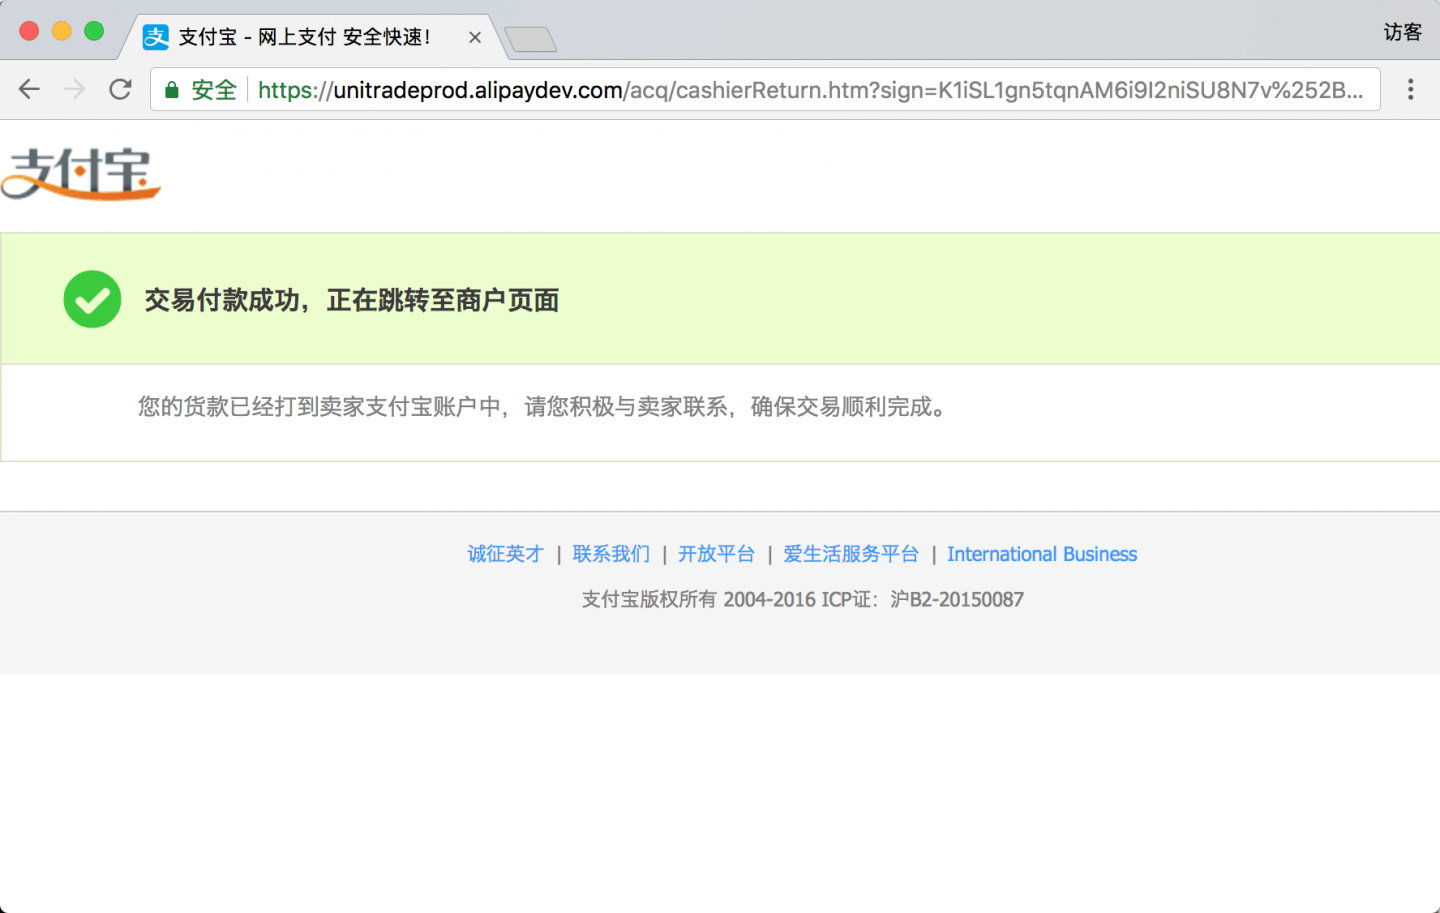 支付宝 - 网上支付 安全快速！
访客
安全 https://unitradeprod.alipaydev.com/acq/cashierReturn.htm?sign=K1iSL1gn5tqnAM6i9I2niSU8N7v%252B...
支付宝
交易付款成功，正在跳转至商户页面
您的货款已经打到卖家支付宝账户中，请您积极与卖家联系，确保交易顺利完成。
诚征英才 | 联系我们 | 开放平台 | 爱生活服务平台 | International Business
支付宝版权所有 2004-2016 ICP证：沪B2-20150087